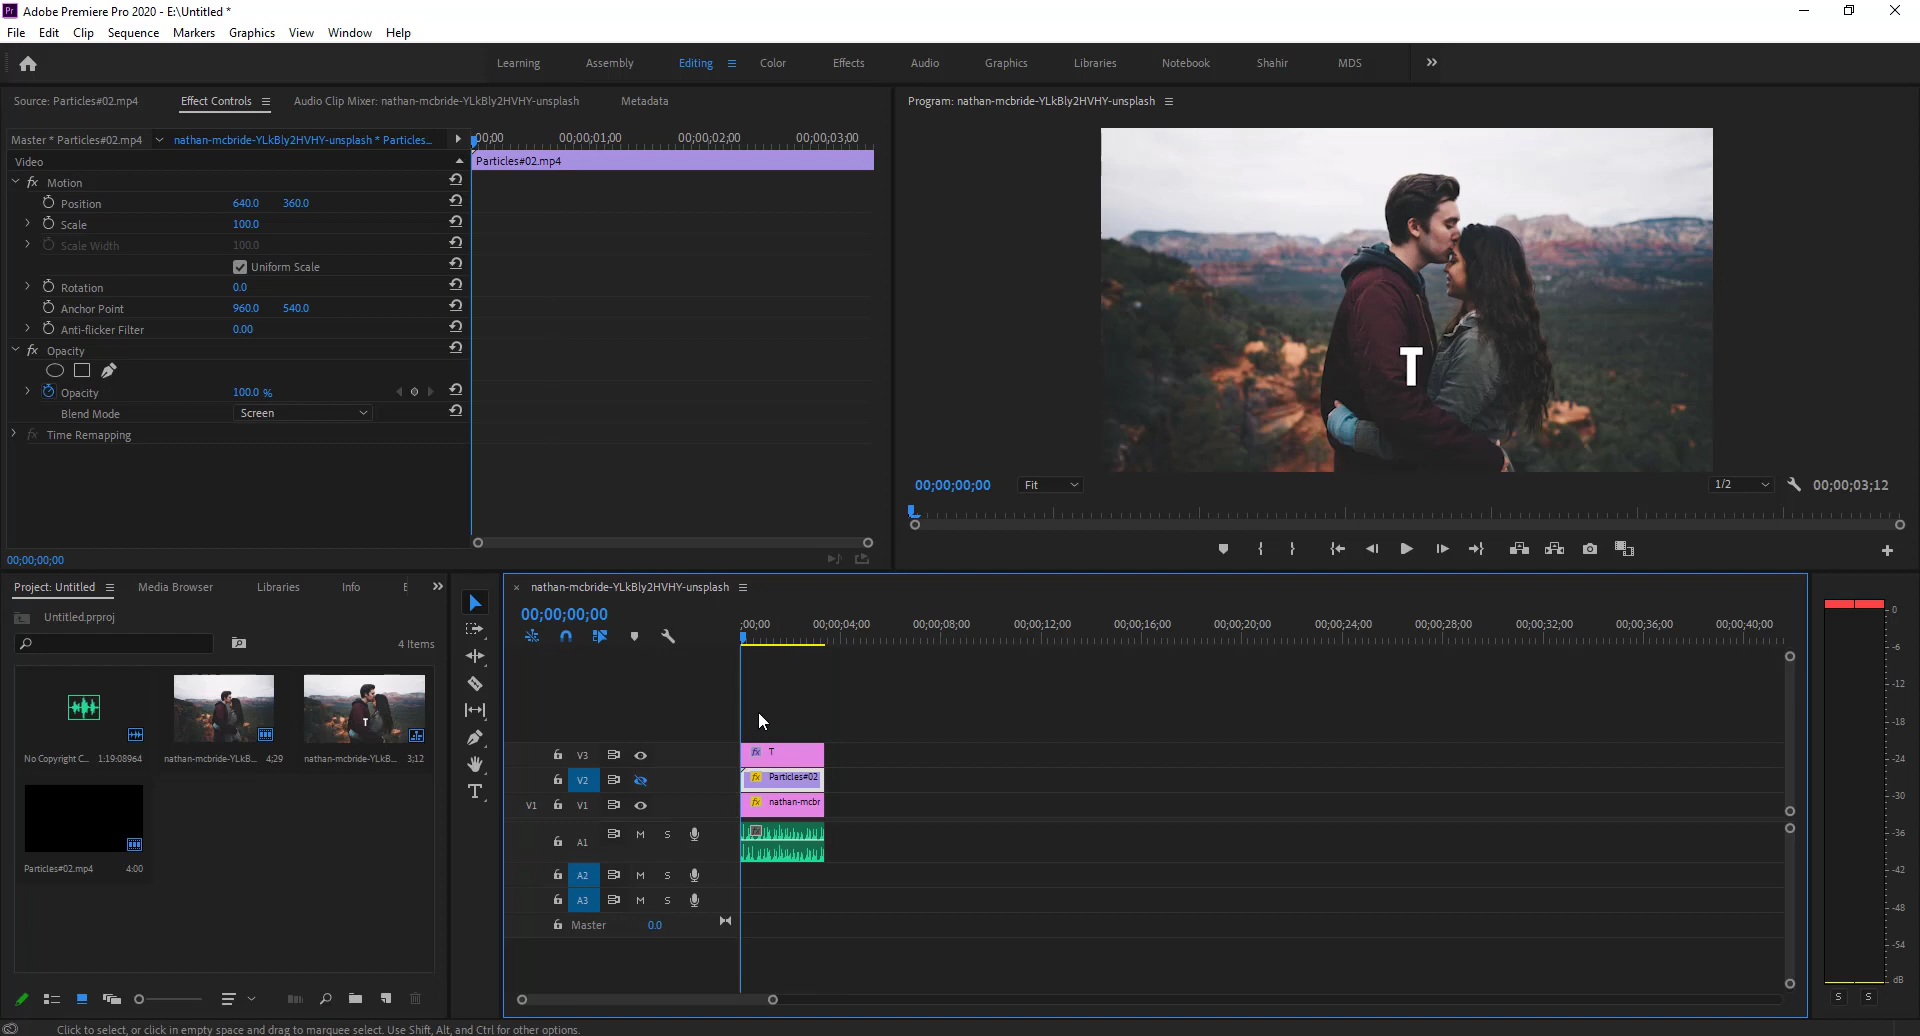 Adobe Premiere Pro 2020 - E:\Untitled *
File Edit Clip Sequence Markers Graphics View Window Help
Learning Assembly Editing Color Effects Audio Graphics Libraries Notebook Shahir MDS
Source: Particles#02.mp4 Effect Controls Audio Clip Mixer: nathan-mcbride-YLkBly2HVHY-unsplash Metadata
Master * Particles#02.mp4 nathan-mcbride-YLkBly2HVHY-unsplash * Particles...
00;00 00;00;01;00 00;00;02;00 00;00;03;00
Video
Particles#02.mp4
fx Motion
Position 640.0 360.0
Scale 100.0
Scale Width 100.0
Uniform Scale
Rotation 0.0
Anchor Point 960.0 540.0
Anti-flicker Filter 0.00
fx Opacity
Opacity 100.0 %
Blend Mode Screen
fx Time Remapping
00;00;00;00
Program: nathan-mcbride-YLkBly2HVHY-unsplash
T
00;00;00;00 Fit 1/2 00;00;03;12
Project: Untitled Media Browser Libraries Info E
Untitled.prproj
4 Items
No Copyright C... 1:19:08964
nathan-mcbride-YLkB... 4;29
nathan-mcbride-YLkB... 3;12
Particles#02.mp4 4:00
nathan-mcbride-YLkBly2HVHY-unsplash
00;00;00;00
;00;00 00;00;04;00 00;00;08;00 00;00;12;00 00;00;16;00 00;00;20;00 00;00;24;00 00;00;28;00 00;00;32;00 00;00;36;00 00;00;40;00
V3 fx T
V2 fx Particles#02
V1 V1 fx nathan-mcbr
A1 M S
A2 M S
A3 M S
Master 0.0
0
-6
-12
-18
-24
-30
-36
-42
-48
-54
dB
S S
Click to select, or click in empty space and drag to marquee select. Use Shift, Alt, and Ctrl for other options.